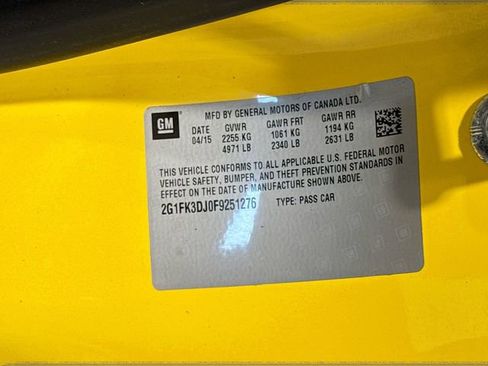 MFD BY GENERAL MOTORS OF CANADA LTD.
GM
DATE GVWR GAWR FRT GAWR RR
04/15 2255 KG 1061 KG 1194 KG
4971 LB 2340 LB 2631 LB
THIS VEHICLE CONFORMS TO ALL APPLICABLE U.S. FEDERAL MOTOR
VEHICLE SAFETY, BUMPER, AND THEFT PREVENTION STANDARDS IN
EFFECT ON THE DATE OF MANUFACTURE SHOWN ABOVE.
2G1FK3DJ0F9251276 TYPE: PASS CAR